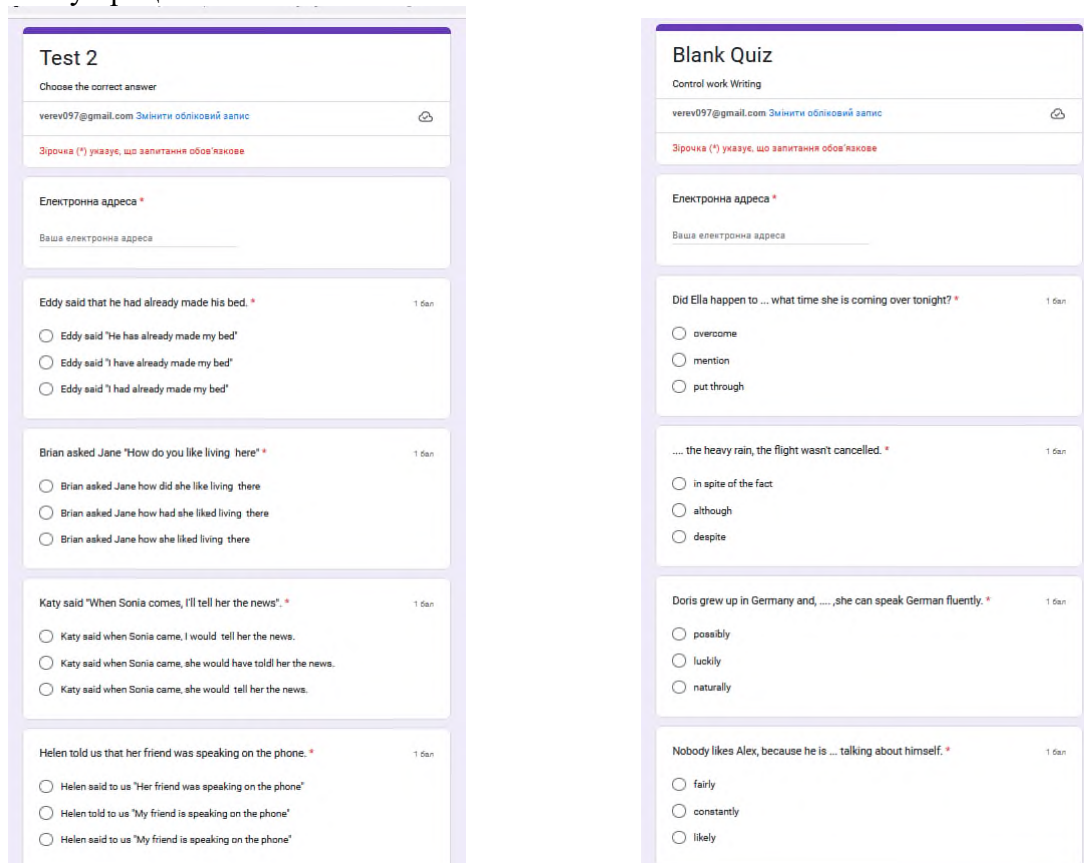 Test 2
Choose the correct answer
verev097@gmail.com Змінити обліковий запис
Зірочка (*) указує, що запитання обов'язкове
Електронна адреса *
Ваша електронна адреса
Eddy said that he had already made his bed. * 1 бал
Eddy said "He has already made my bed"
Eddy said "I have already made my bed"
Eddy said "I had already made my bed"
Brian asked Jane "How do you like living here" * 1 бал
Brian asked Jane how did she like living there
Brian asked Jane how had she liked living there
Brian asked Jane how she liked living there
Katy said "When Sonia comes, I'll tell her the news". * 1 бал
Katy said when Sonia came, I would tell her the news.
Katy said when Sonia came, she would have toldl her the news.
Katy said when Sonia came, she would tell her the news.
Helen told us that her friend was speaking on the phone. * 1 бал
Helen said to us "Her friend was speaking on the phone"
Helen told to us "My friend is speaking on the phone"
Helen said to us "My friend is speaking on the phone"
Blank Quiz
Control work Writing
verev097@gmail.com Змінити обліковий запис
Зірочка (*) указує, що запитання обов'язкове
Електронна адреса *
Ваша електронна адреса
Did Ella happen to ... what time she is coming over tonight? * 1 бал
overcome
mention
put through
.... the heavy rain, the flight wasn't cancelled. * 1 бал
in spite of the fact
although
despite
Doris grew up in Germany and, .... ,she can speak German fluently. * 1 бал
possibly
luckily
naturally
Nobody likes Alex, because he is ... talking about himself. * 1 бал
fairly
constantly
likely